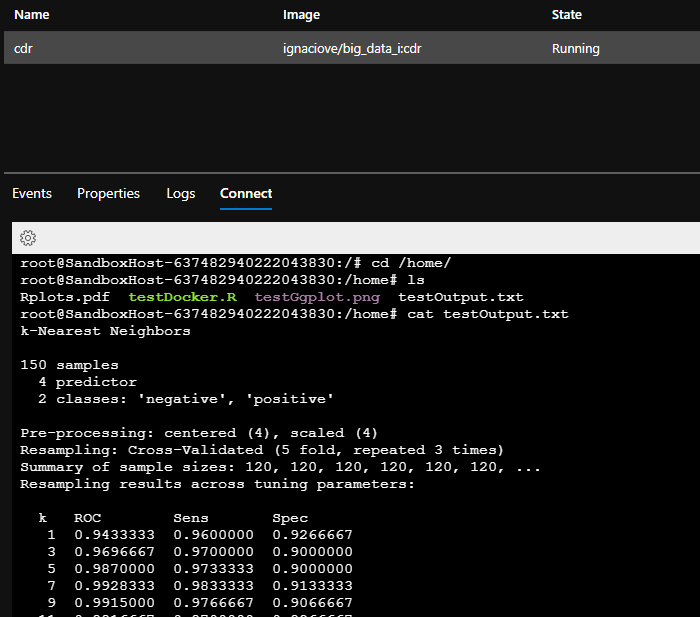 Name Image State
cdr ignaciove/big_data_i:cdr Running
Events Properties Logs Connect
root@SandboxHost-637482940222043830:/# cd /home/
root@SandboxHost-637482940222043830:/home# ls
Rplots.pdf testDocker.R testGgplot.png testOutput.txt
root@SandboxHost-637482940222043830:/home# cat testOutput.txt
k-Nearest Neighbors
150 samples
4 predictor
2 classes: 'negative', 'positive'
Pre-processing: centered (4), scaled (4)
Resampling: Cross-Validated (5 fold, repeated 3 times)
Summary of sample sizes: 120, 120, 120, 120, 120, 120, ...
Resampling results across tuning parameters:
k ROC Sens Spec
1 0.9433333 0.9600000 0.9266667
3 0.9696667 0.9700000 0.9000000
5 0.9870000 0.9733333 0.9000000
7 0.9928333 0.9833333 0.9133333
9 0.9915000 0.9766667 0.9066667